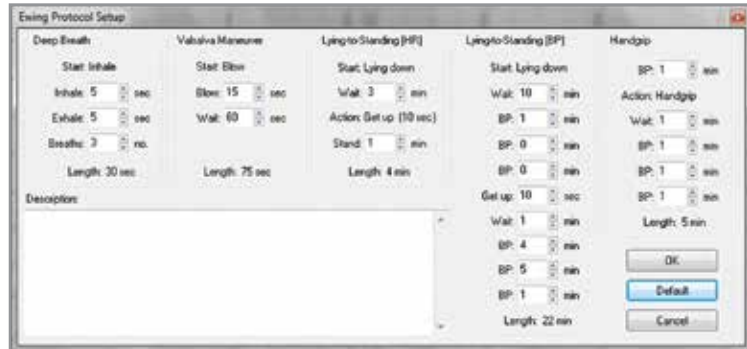 Ewing Protocol Setup
Deep Breath
Start: Inhale
Inhale: 5 sec
Exhale: 5 sec
Breaths: 3 no.
Length: 30 sec
Valsalva Maneuver
Start: Blow
Blow: 15 sec
Wait: 60 sec
Length: 75 sec
Lying-to-Standing [HR]
Start: Lying down
Wait: 3 min
Action: Get up (10 sec)
Stand: 1 min
Length: 4 min
Lying-to-Standing [BP]
Start: Lying down
Wait: 10 min
BP: 1 min
BP: 0 min
BP: 0 min
Get up: 10 sec
Wait: 1 min
BP: 4 min
BP: 5 min
BP: 1 min
Length: 22 min
Handgrip
BP: 1 min
Action: Handgrip
Wait: 1 min
BP: 1 min
BP: 1 min
BP: 1 min
Length: 5 min
Description:
OK
Default
Cancel